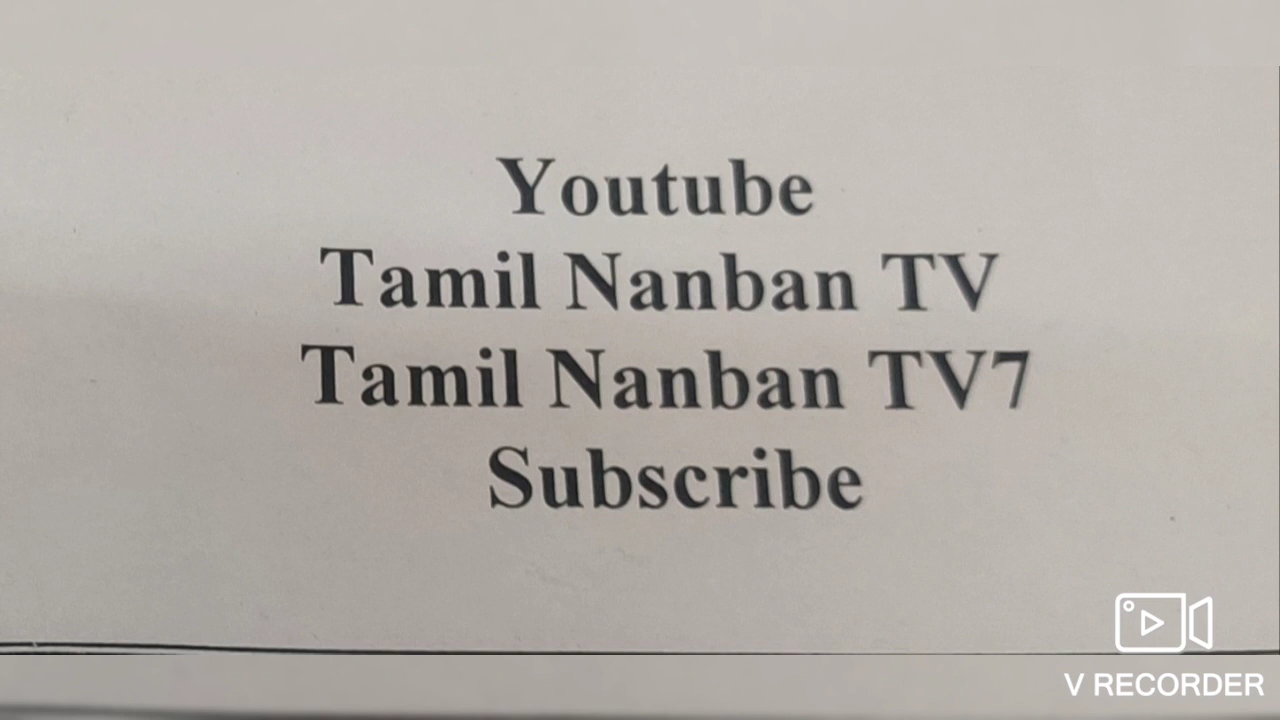 Youtube
Tamil Nanban TV
Tamil Nanban TV7
Subscribe
V RECORDER